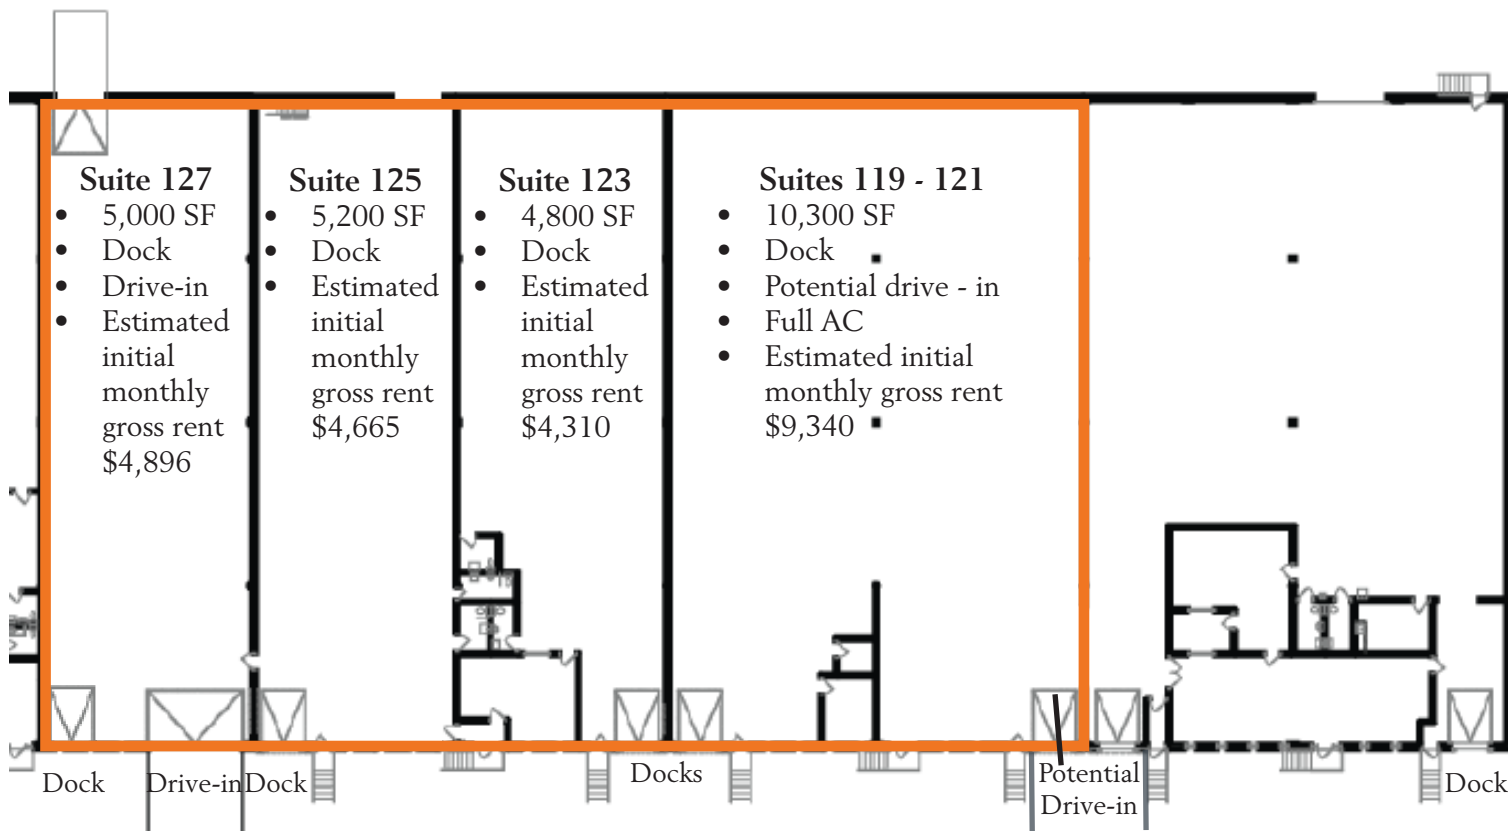 Suite 127
• 5,000 SF
• Dock
• Drive-in
• Estimated
initial
monthly
gross rent
$4,896
Suite 125
• 5,200 SF
• Dock
• Estimated
initial
monthly
gross rent
$4,665
Suite 123
• 4,800 SF
• Dock
• Estimated
initial
monthly
gross rent
$4,310
Suites 119 - 121
• 10,300 SF
• Dock
• Potential drive - in
• Full AC
• Estimated initial
monthly gross rent
$9,340
Dock
Drive-in
Dock
Docks
Potential
Drive-in
Dock